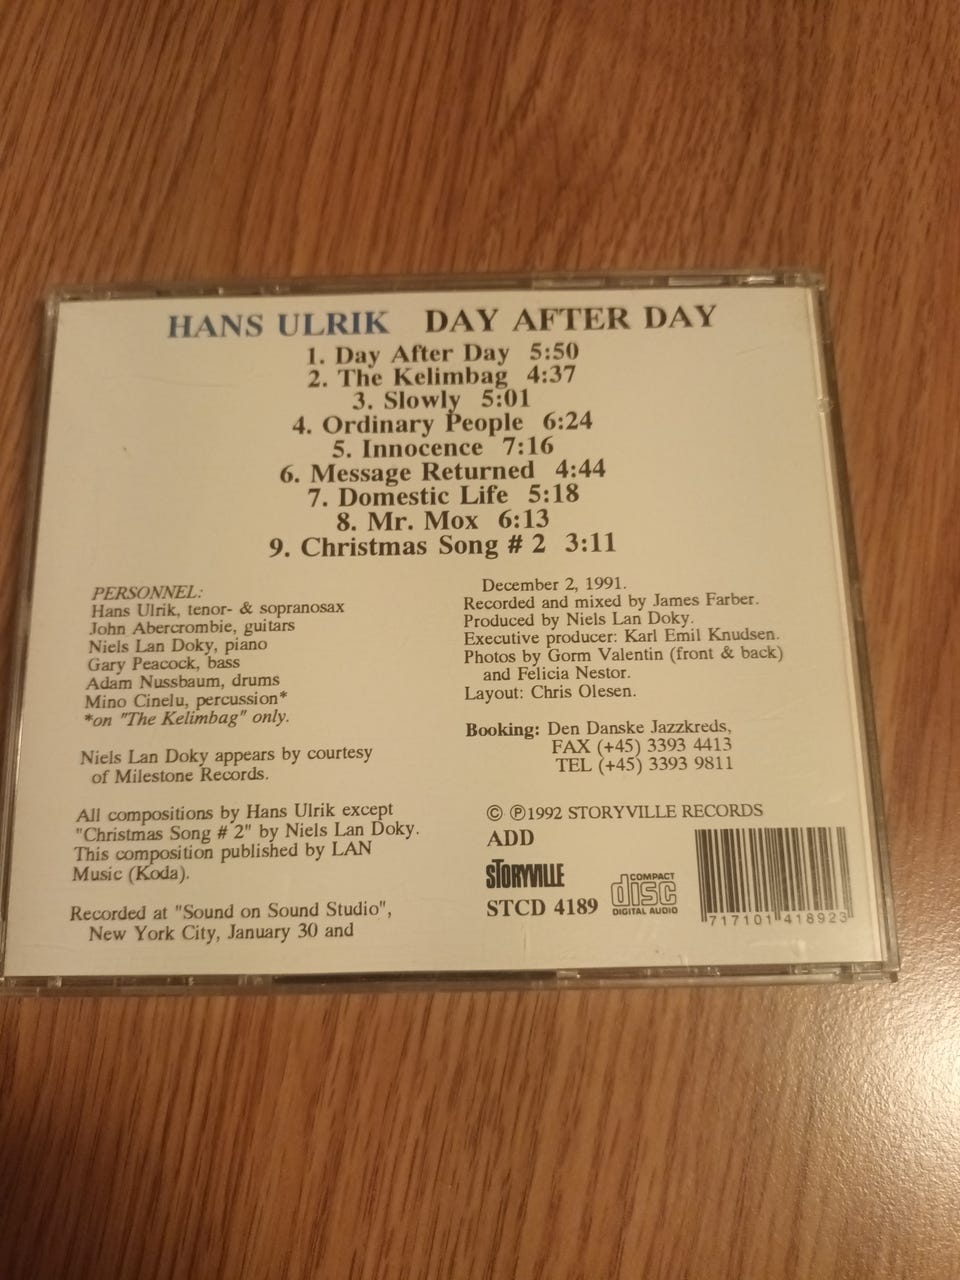 HANS ULRIK DAY AFTER DAY
1. Day After Day 5:50
2. The Kelimbag 4:37
3. Slowly 5:01
4. Ordinary People 6:24
5. Innocence 7:16
6. Message Returned 4:44
7. Domestic Life 5:18
8. Mr. Mox 6:13
9. Christmas Song # 2 3:11
PERSONNEL:
Hans Ulrik, tenor- & sopranosax
John Abercrombie, guitars
Niels Lan Doky, piano
Gary Peacock, bass
Adam Nussbaum, drums
Mino Cinelu, percussion*
*on "The Kelimbag" only.
Niels Lan Doky appears by courtesy
of Milestone Records.
All compositions by Hans Ulrik except
"Christmas Song # 2" by Niels Lan Doky.
This composition published by LAN
Music (Koda).
Recorded at "Sound on Sound Studio",
New York City, January 30 and
December 2, 1991.
Recorded and mixed by James Farber.
Produced by Niels Lan Doky.
Executive producer: Karl Emil Knudsen.
Photos by Gorm Valentin (front & back)
and Felicia Nestor.
Layout: Chris Olesen.
Booking: Den Danske Jazzkreds,
FAX (+45) 3393 4413
TEL (+45) 3393 9811
© ℗1992 STORYVILLE RECORDS
ADD
STORYVILLE
STCD 4189
COMPACT
disc
DIGITAL AUDIO
7 17101 41892 3